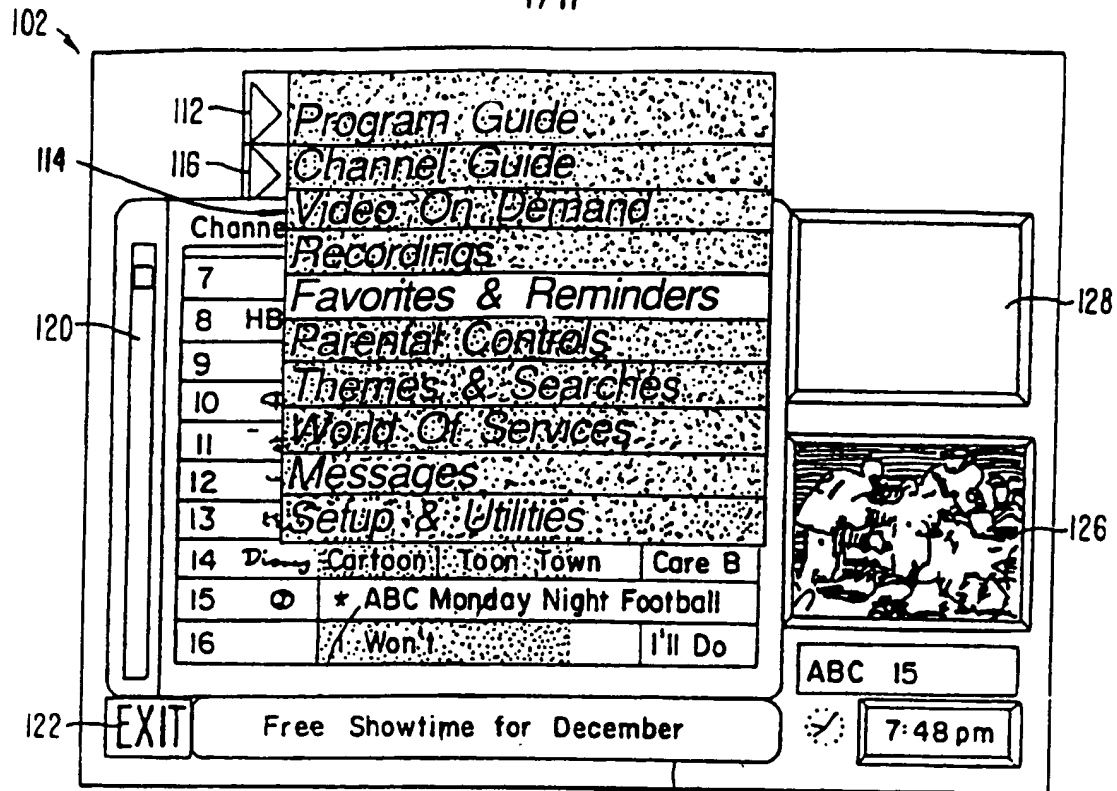 102
112
Program Guide
116
Channel Guide
114
Video On Demand
Channe
Recordings
7
Favorites & Reminders
128
8 HB
Parental Controls
120
9
Themes & Searches
10
World Of Services
11
Messages
12
Setup & Utilities
13
126
14 Disney Cartoon Toon Town Care B
15 * ABC Monday Night Football
16 I Won't I'll Do
ABC 15
122
EXIT
Free Showtime for December
7:48 pm